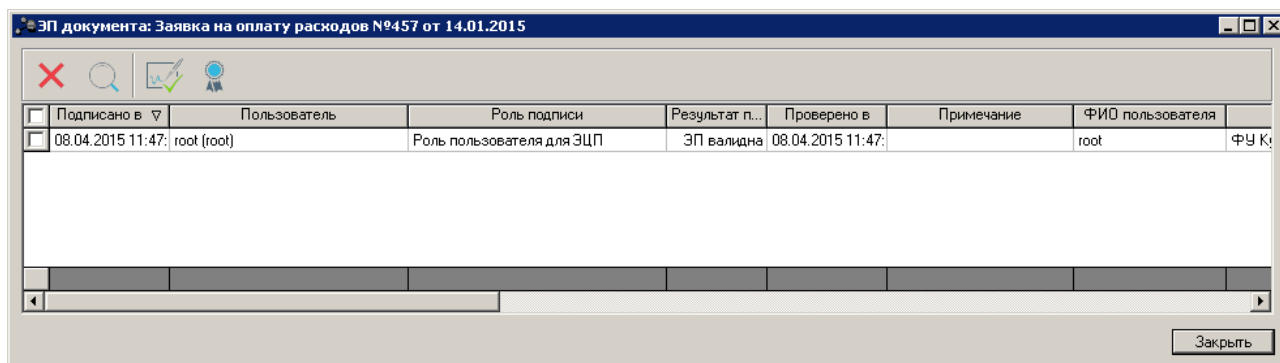 ЭП документа: Заявка на оплату расходов №457 от 14.01.2015
Подписано в Пользователь Роль подписи Результат п... Проверено в Примечание ФИО пользователя
08.04.2015 11:47: root (root) Роль пользователя для ЭЦП ЭП валидна 08.04.2015 11:47: root ФУ
Закрыть